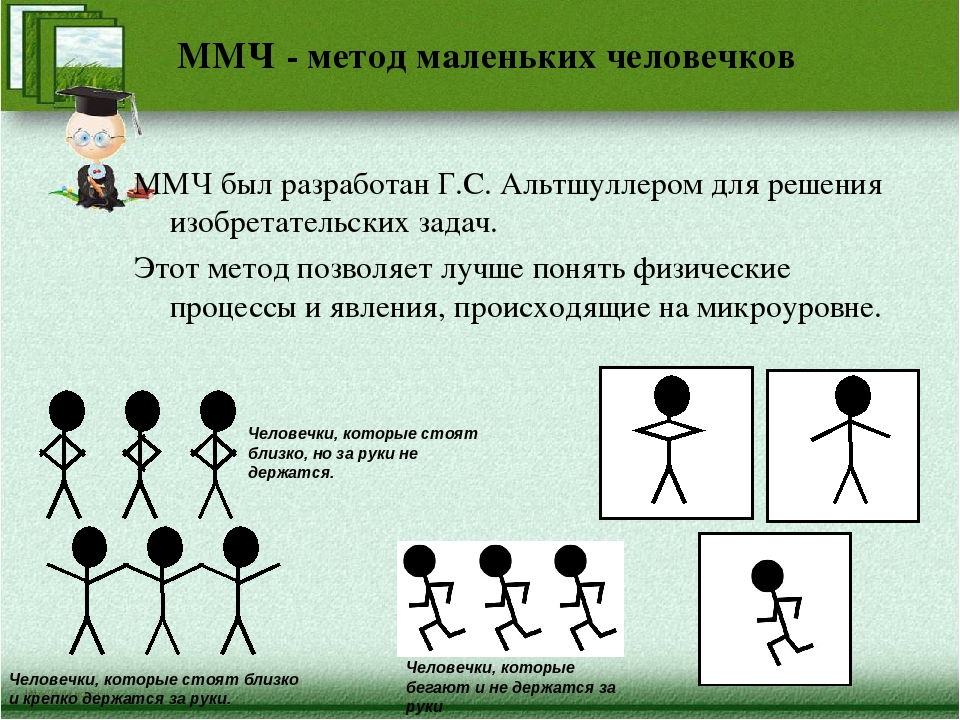 ММЧ - метод маленьких человечков
ММЧ был разработан Г.С. Альтшуллером для решения
изобретательских задач.
Этот метод позволяет лучше понять физические
процессы и явления, происходящие на микроуровне.
Человечки, которые стоят
близко, но за руки не
держатся.
Человечки, которые стоят близко
и крепко держатся за руки.
Человечки, которые
бегают и не держатся за
руки